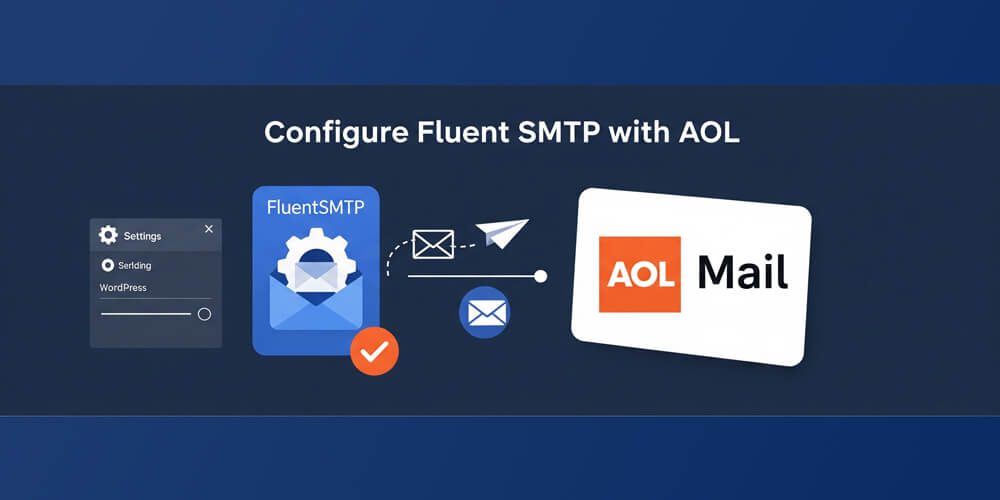 Configure Fluent SMTP with AOL
FluentSMTP
Settings
Serlding
WordPress
AOL Mail